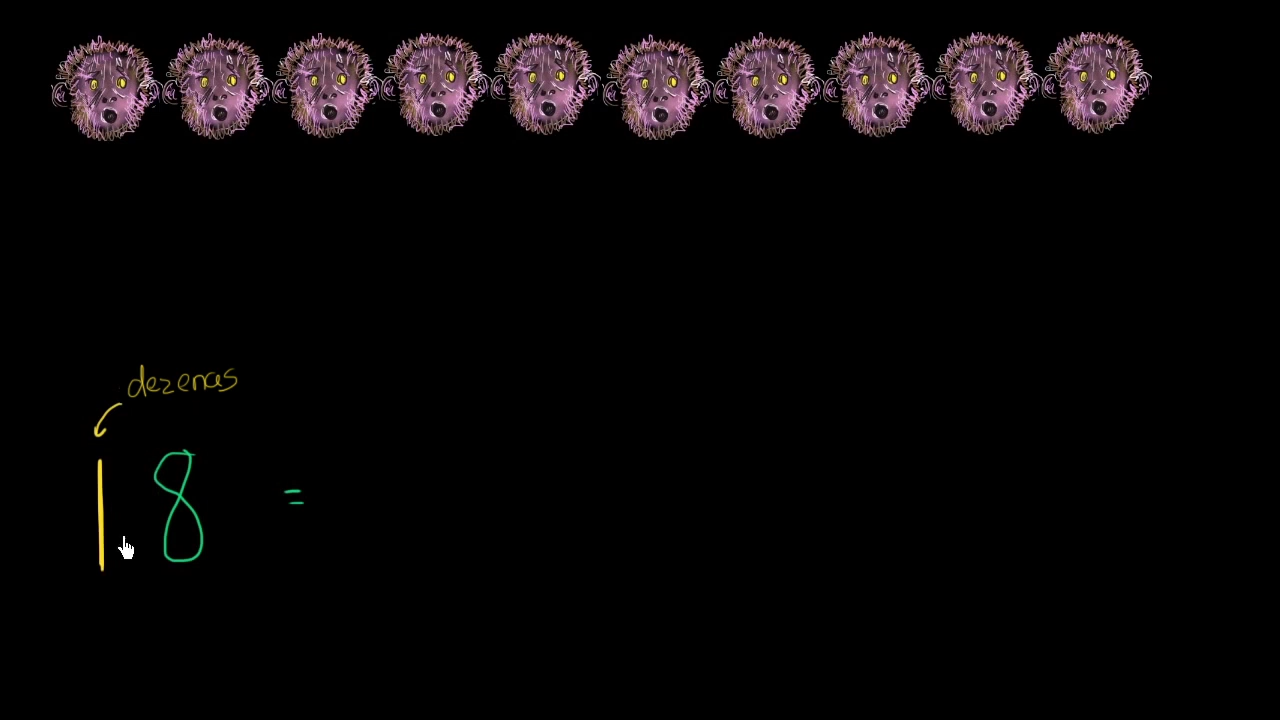 dezenas
18 =